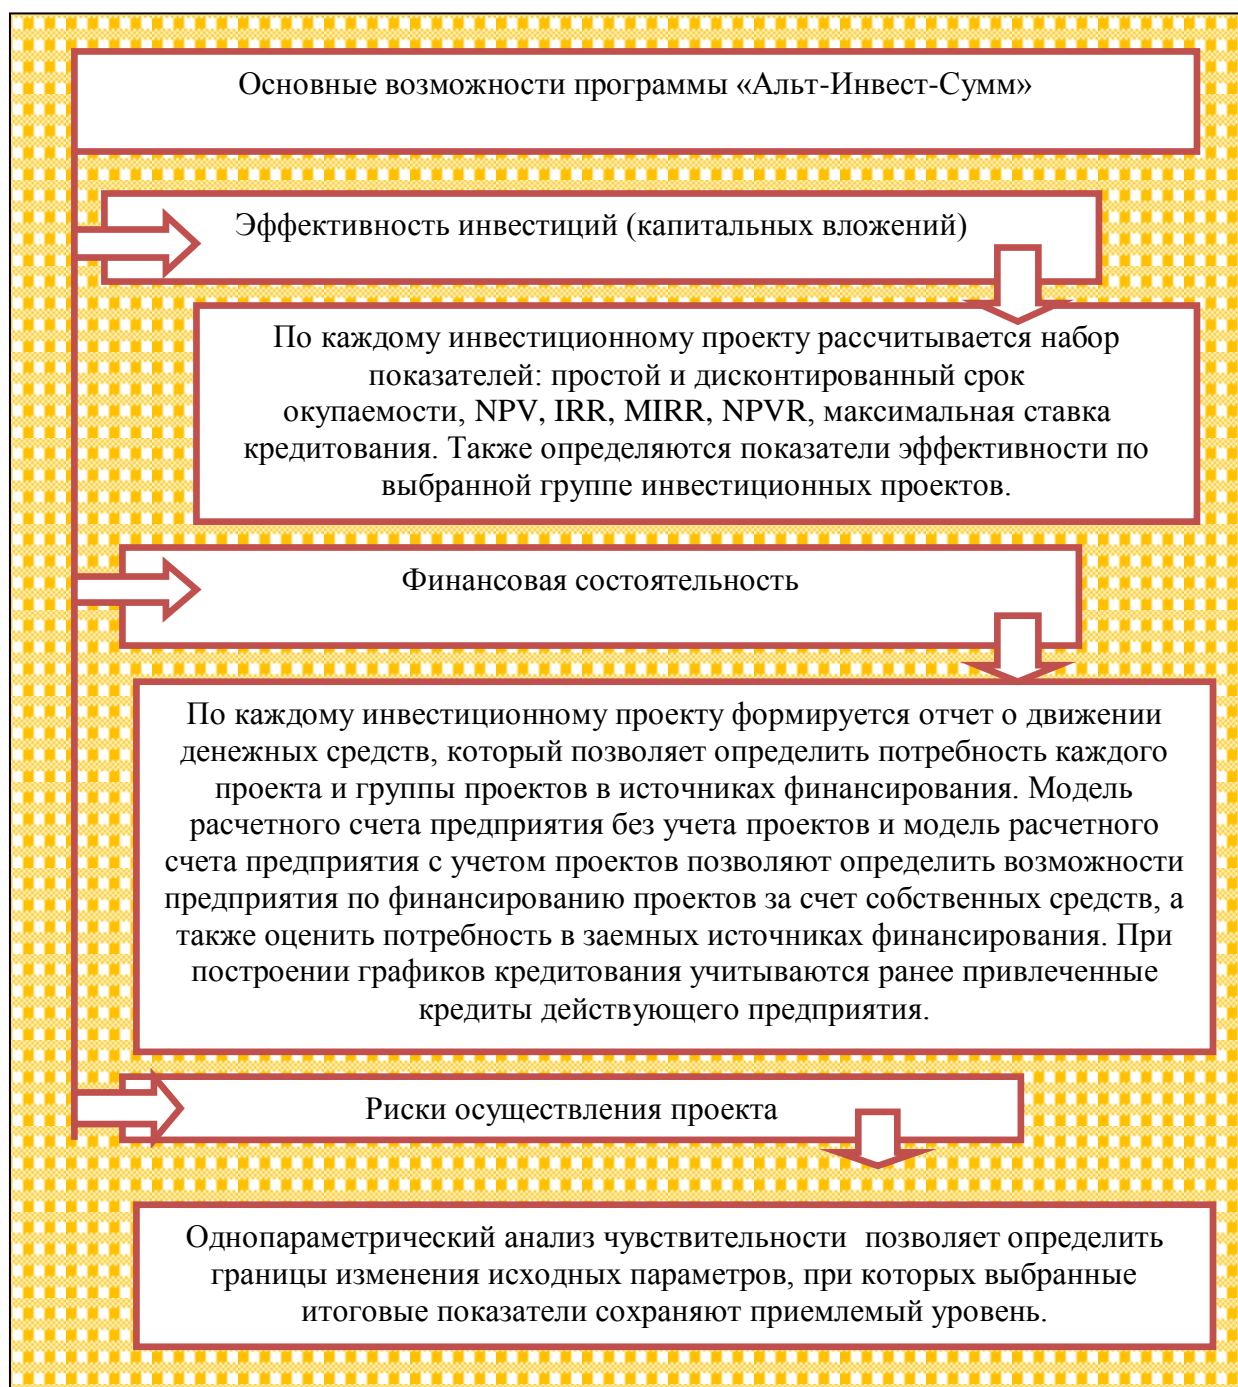 Основные возможности программы «Альт-Инвест-Сумм»
Эффективность инвестиций (капитальных вложений)
По каждому инвестиционному проекту рассчитывается набор
показателей: простой и дисконтированный срок
окупаемости, NPV, IRR, MIRR, NPVR, максимальная ставка
кредитования. Также определяются показатели эффективности по
выбранной группе инвестиционных проектов.
Финансовая состоятельность
По каждому инвестиционному проекту формируется отчет о движении
денежных средств, который позволяет определить потребность каждого
проекта и группы проектов в источниках финансирования. Модель
расчетного счета предприятия без учета проектов и модель расчетного
счета предприятия с учетом проектов позволяют определить возможности
предприятия по финансированию проектов за счет собственных средств, а
также оценить потребность в заемных источниках финансирования. При
построении графиков кредитования учитываются ранее привлеченные
кредиты действующего предприятия.
Риски осуществления проекта
Однопараметрический анализ чувствительности  позволяет определить
границы изменения исходных параметров, при которых выбранные
итоговые показатели сохраняют приемлемый уровень.